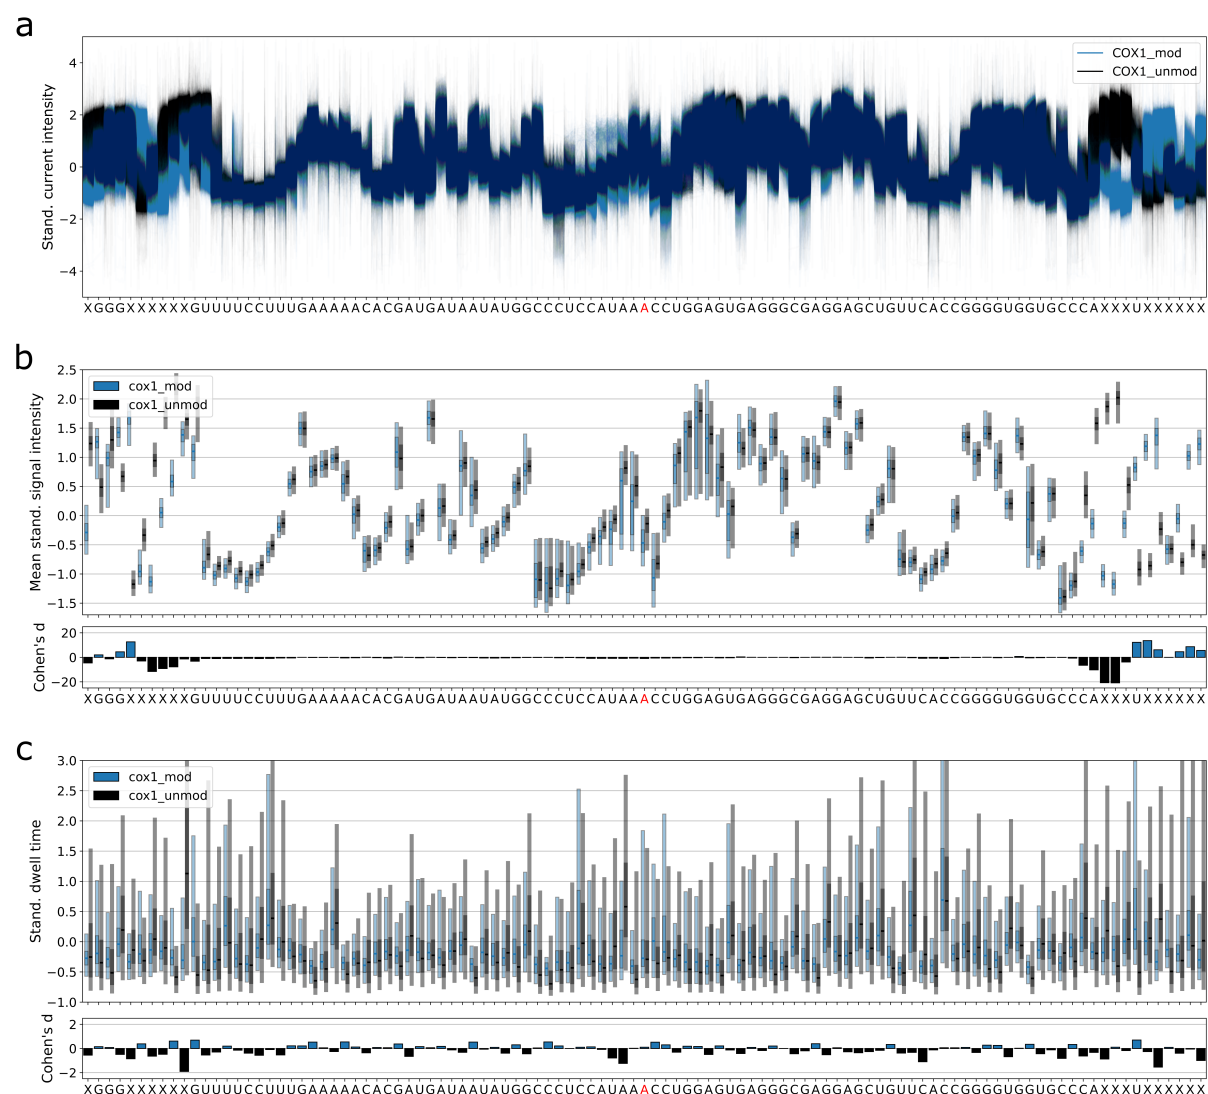 a
4
2
0
−2
−4
Stand. current intensity
COX1_mod
COX1_unmod
XGGGXXXXXXGUUUUCCUUUGAAAAACACGAUGAUAAUAUGGCCCUCCAUAAACCUGGAGUGAGGGCGAGGAGCUGUUCACCGGGGUGGUGCCCAXXXUXXXXXX
b
2.5
2.0
1.5
1.0
0.5
0.0
−0.5
−1.0
−1.5
Mean stand. signal intensity
cox1_mod
cox1_unmod
20
0
−20
Cohen's d
XGGGXXXXXXGUUUUCCUUUGAAAAACACGAUGAUAAUAUGGCCCUCCAUAAACCUGGAGUGAGGGCGAGGAGCUGUUCACCGGGGUGGUGCCCAXXXUXXXXXX
c
3.0
2.5
2.0
1.5
1.0
0.5
0.0
−0.5
−1.0
Stand. dwell time
cox1_mod
cox1_unmod
2
0
−2
Cohen's d
XGGGXXXXXXGUUUUCCUUUGAAAAACACGAUGAUAAUAUGGCCCUCCAUAAACCUGGAGUGAGGGCGAGGAGCUGUUCACCGGGGUGGUGCCCAXXXUXXXXXX